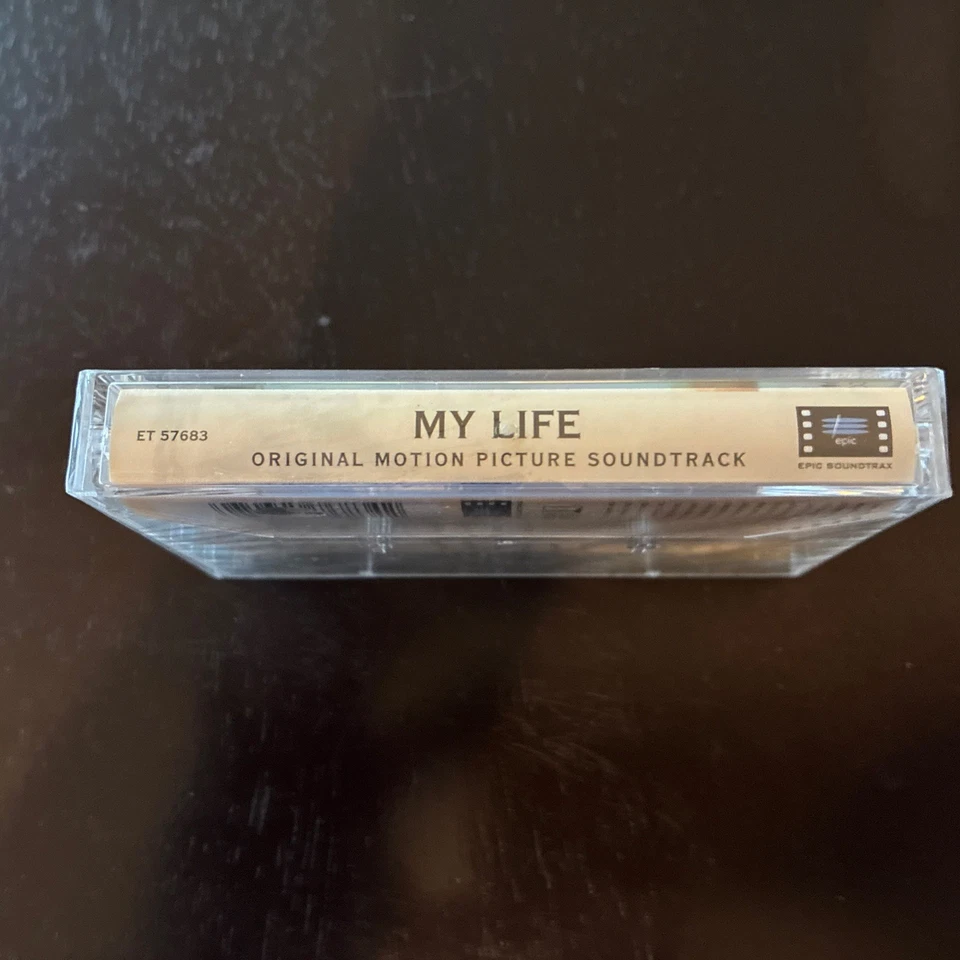 ET 57683
MY LIFE
ORIGINAL MOTION PICTURE SOUNDTRACK
epic
EPIC SOUNDTRAX